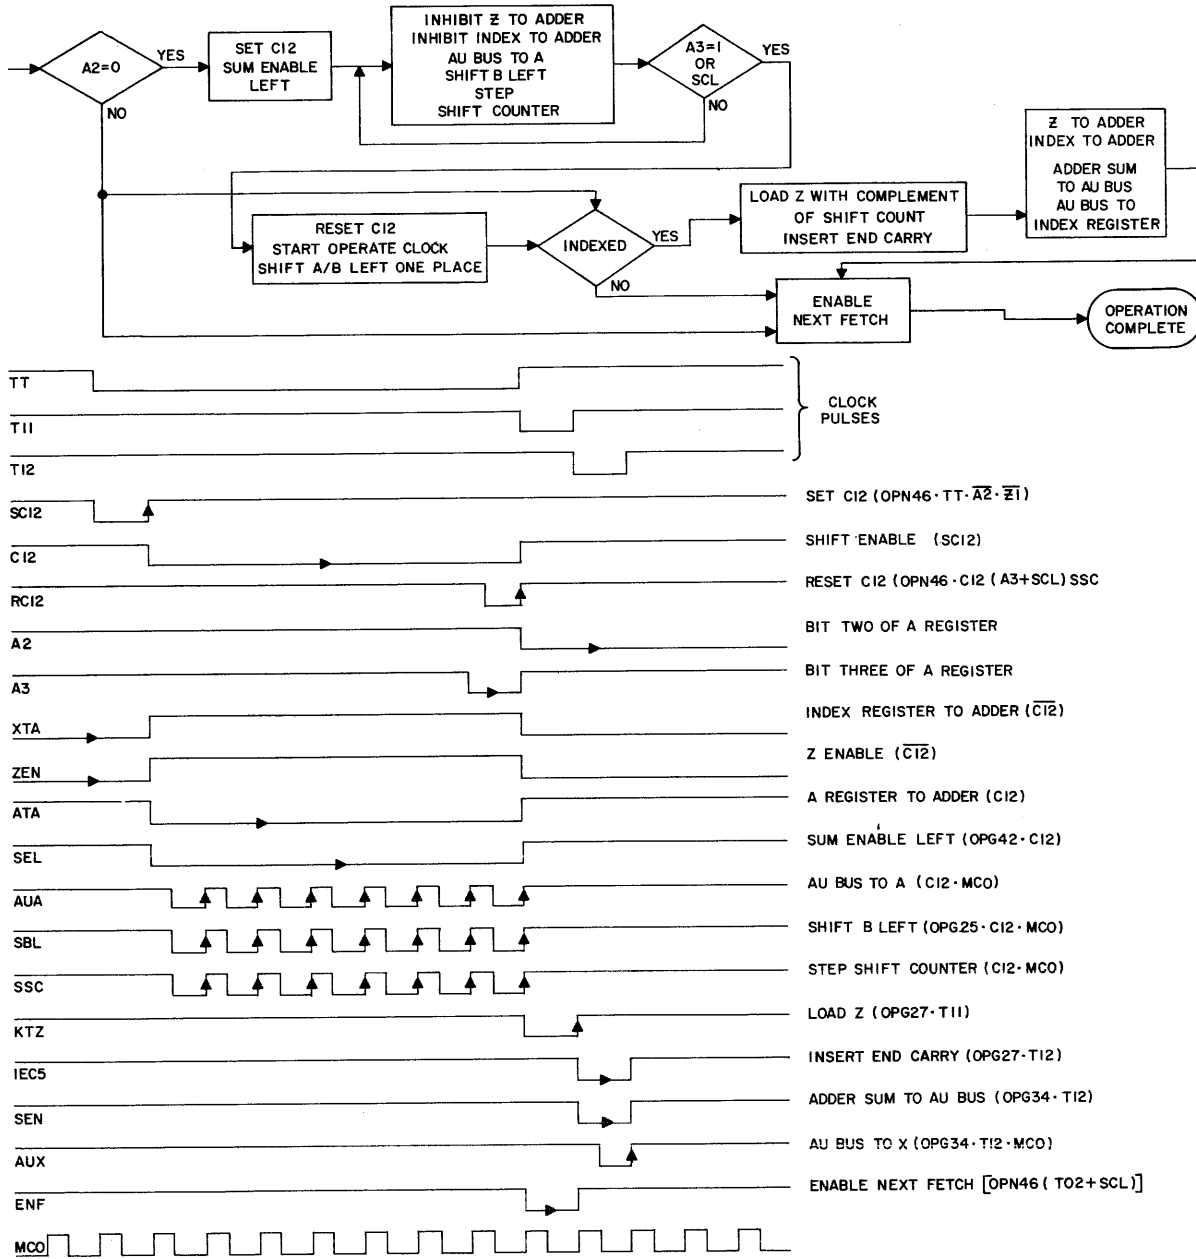 A2=0
YES
NO
SET C12
SUM ENABLE
LEFT
INHIBIT Z TO ADDER
INHIBIT INDEX TO ADDER
AU BUS TO A
SHIFT B LEFT
STEP
SHIFT COUNTER
A3=1
OR
SCL
YES
NO
Z TO ADDER
INDEX TO ADDER
ADDER SUM
TO AU BUS
AU BUS TO
INDEX REGISTER
RESET C12
START OPERATE CLOCK
SHIFT A/B LEFT ONE PLACE
INDEXED
YES
NO
LOAD Z WITH COMPLEMENT
OF SHIFT COUNT
INSERT END CARRY
ENABLE
NEXT FETCH
OPERATION
COMPLETE
TT
T11
T12
CLOCK
PULSES
SC12 SET C12 (OPN46·TT·A̅2̅·Z̅1̅)
C12 SHIFT ENABLE (SC12)
RC12 RESET C12 (OPN46·C12 (A3+SCL) SSC
A2 BIT TWO OF A REGISTER
A3 BIT THREE OF A REGISTER
XTA INDEX REGISTER TO ADDER (C̅1̅2̅)
ZEN Z ENABLE (C̅1̅2̅)
ATA A REGISTER TO ADDER (C12)
SEL SUM ENABLE LEFT (OPG42·C12)
AUA AU BUS TO A (C12·MCO)
SBL SHIFT B LEFT (OPG25·C12·MCO)
SSC STEP SHIFT COUNTER (C12·MCO)
KTZ LOAD Z (OPG27·T11)
IEC5 INSERT END CARRY (OPG27·T12)
SEN ADDER SUM TO AU BUS (OPG34·T12)
AUX AU BUS TO X (OPG34·T12·MCO)
ENF ENABLE NEXT FETCH [OPN46 (TO2+SCL)]
MCO